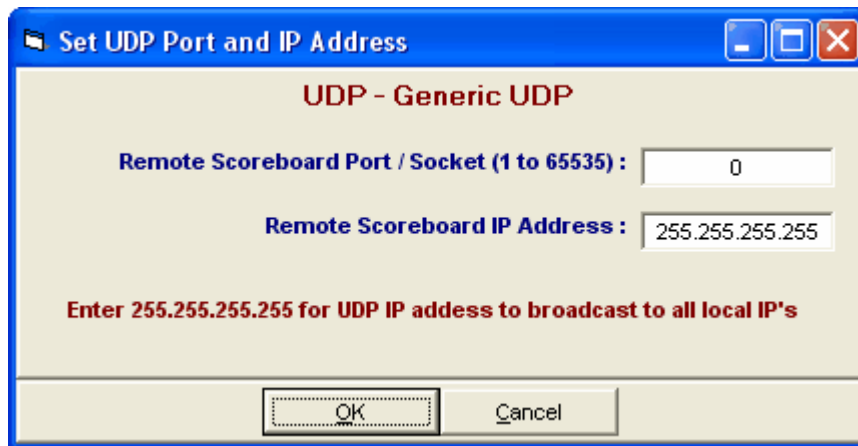 Set UDP Port and IP Address
UDP - Generic UDP
Remote Scoreboard Port / Socket (1 to 65535) : 0
Remote Scoreboard IP Address : 255.255.255.255
Enter 255.255.255.255 for UDP IP addess to broadcast to all local IP's
OK Cancel